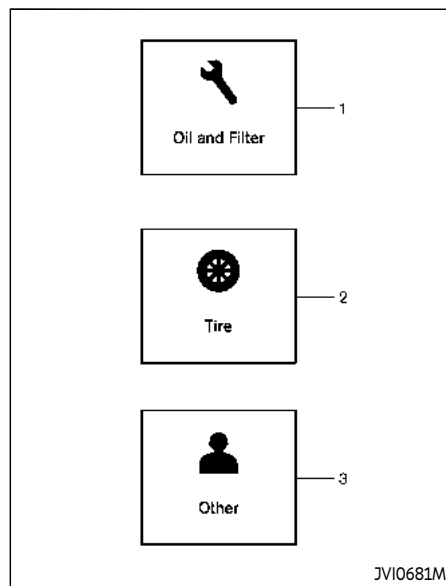 Oil and Filter
1
Tire
2
Other
3
JVI0681M